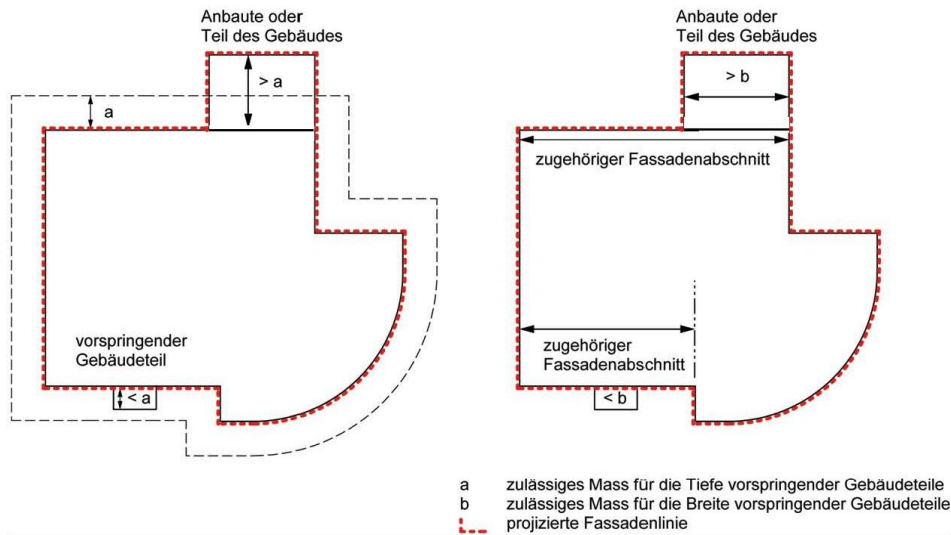 Anbaute oder
Teil des Gebäudes
> a
a
vorspringender
Gebäudeteil
< a
Anbaute oder
Teil des Gebäudes
> b
zugehöriger Fassadenabschnitt
zugehöriger
Fassadenabschnitt
< b
a zulässiges Mass für die Tiefe vorspringender Gebäudeteile
b zulässiges Mass für die Breite vorspringender Gebäudeteile
projizierte Fassadenlinie